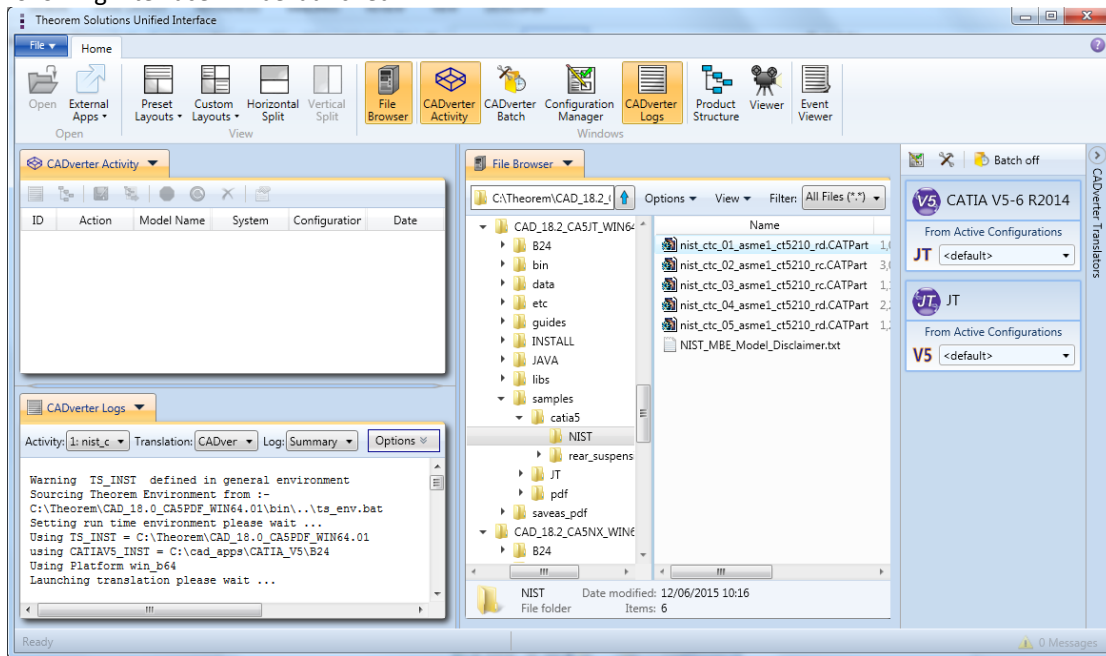 Theorem Solutions Unified Interface
File
Home
Open
External Apps
Preset Layouts
Custom Layouts
Horizontal Split
Vertical Split
File Browser
CADverter Activity
CADverter Batch
Configuration Manager
CADverter Logs
Product Structure
Viewer
Event Viewer
Open
View
Windows
CADverter Activity
ID Action Model Name System Configuration Date
CADverter Logs
Activity: 1: nist_c Translation: CADver Log: Summary Options
Warning TS_INST defined in general environment
Sourcing Theorem Environment from :-
C:\Theorem\CAD_18.0_CA5PDF_WIN64.01\bin\..\ts_env.bat
Setting run time environment please wait ...
Using TS_INST = C:\Theorem\CAD_18.0_CA5PDF_WIN64.01
using CATIAV5_INST = C:\cad_apps\CATIA_V5\B24
Using Platform win_b64
Launching translation please wait ...
File Browser
C:\Theorem\CAD_18.2_( Options View Filter: All Files (*.*)
CAD_18.2_CA5JT_WIN64
B24
bin
data
etc
guides
INSTALL
JAVA
libs
samples
catia5
NIST
rear_suspens
JT
pdf
saveas_pdf
CAD_18.2_CA5NX_WIN6
B24
Name
nist_ctc_01_asme1_ct5210_rd.CATPart
nist_ctc_02_asme1_ct5210_rc.CATPart
nist_ctc_03_asme1_ct5210_rc.CATPart
nist_ctc_04_asme1_ct5210_rd.CATPart
nist_ctc_05_asme1_ct5210_rd.CATPart
NIST_MBE_Model_Disclaimer.txt
NIST Date modified: 12/06/2015 10:16
File folder Items: 6
Batch off
V5 CATIA V5-6 R2014
From Active Configurations
JT <default>
JT JT
From Active Configurations
V5 <default>
CADverter Translators
Ready
0 Messages